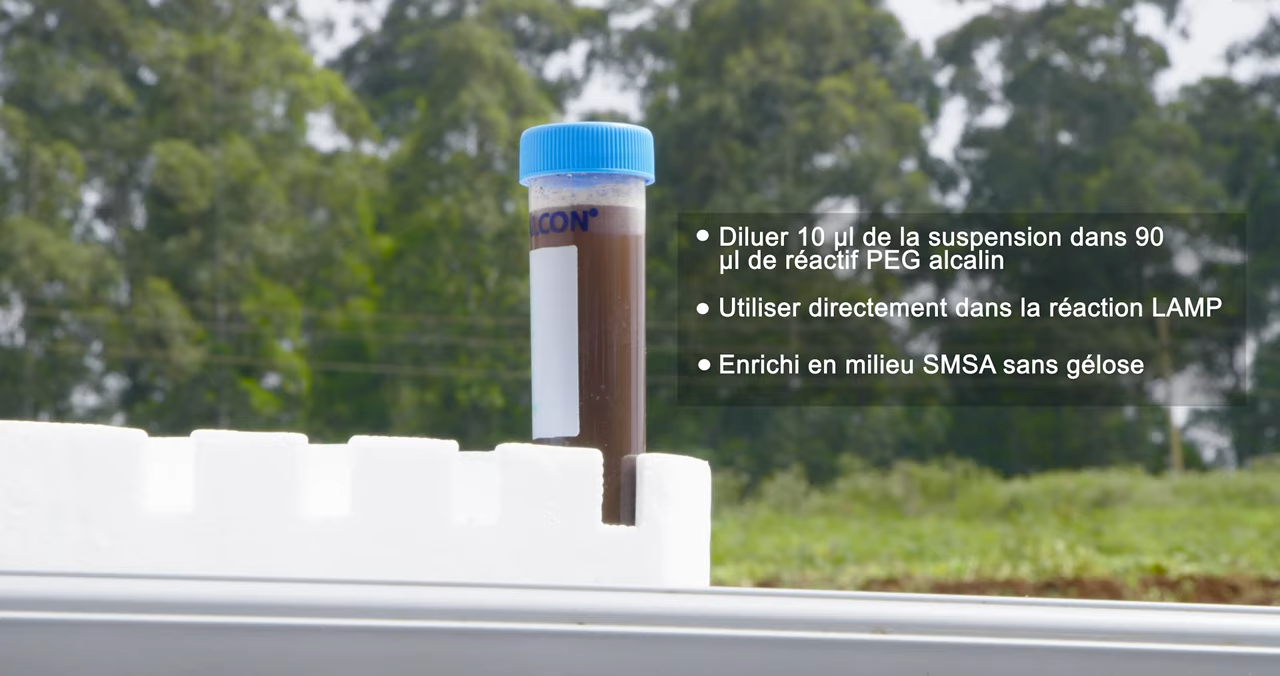 LCON®
• Diluer 10 µl de la suspension dans 90
µl de réactif PEG alcalin
• Utiliser directement dans la réaction LAMP
• Enrichi en milieu SMSA sans gélose